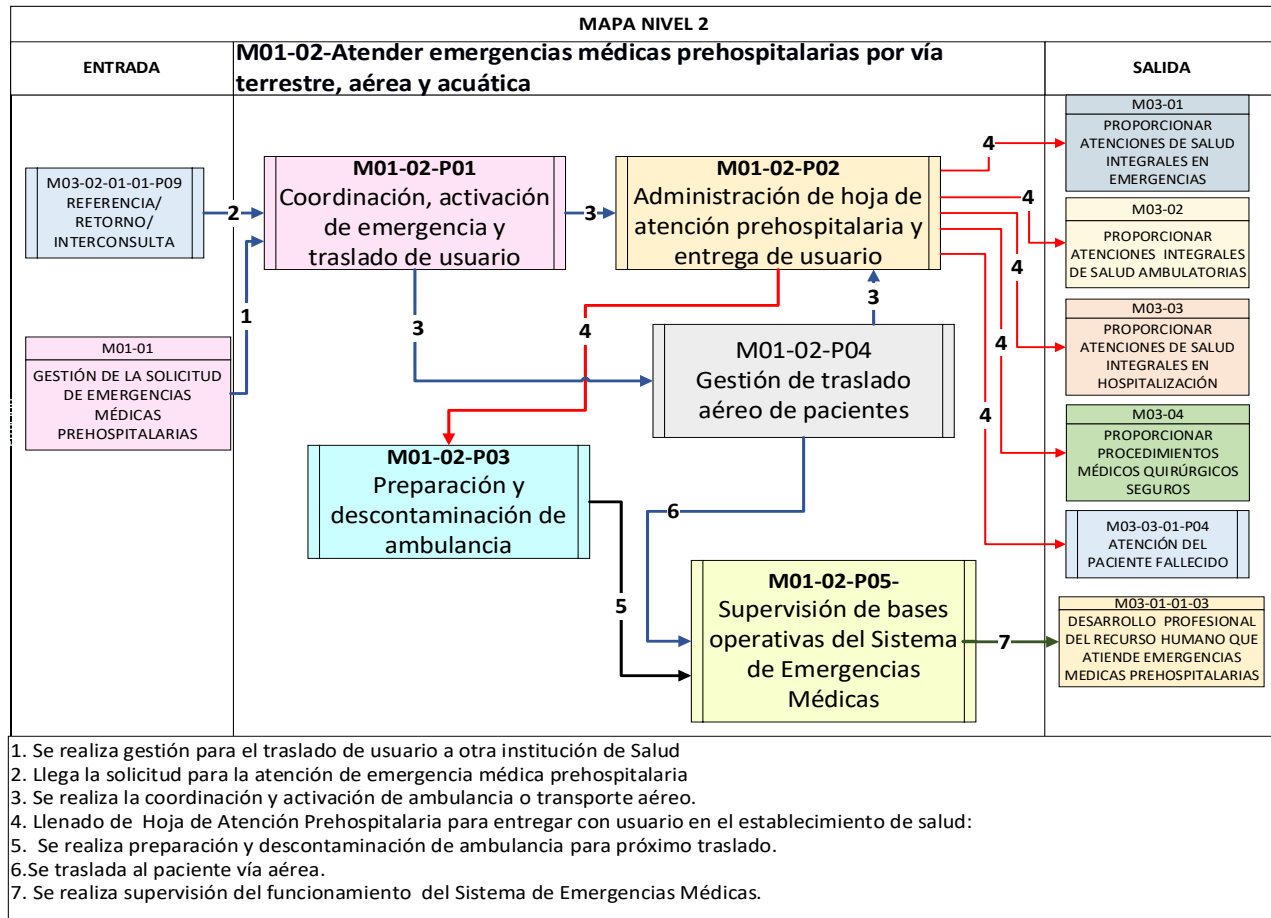 MAPA NIVEL 2
ENTRADA
M01-02-Atender emergencias médicas prehospitalarias por vía
terrestre, aérea y acuática
SALIDA
M03-02-01-01-P09
REFERENCIA/
RETORNO/
INTERCONSULTA
2
1
M01-01
GESTIÓN DE LA SOLICITUD
DE EMERGENCIAS
MÉDICAS
PREHOSPITALARIAS
M01-02-P01
Coordinación, activación
de emergencia y
traslado de usuario
3
3
M01-02-P02
Administración de hoja de
atención prehospitalaria y
entrega de usuario
4
3
M01-02-P04
Gestión de traslado
aéreo de pacientes
M01-02-P03
Preparación y
descontaminación de
ambulancia
6
5
M01-02-P05-
Supervisión de bases
operativas del Sistema
de Emergencias
Médicas
4
4
4
4
4
7
M03-01
PROPORCIONAR
ATENCIONES DE SALUD
INTEGRALES EN
EMERGENCIAS
M03-02
PROPORCIONAR
ATENCIONES INTEGRALES
DE SALUD AMBULATORIAS
M03-03
PROPORCIONAR
ATENCIONES DE SALUD
INTEGRALES EN
HOSPITALIZACIÓN
M03-04
PROPORCIONAR
PROCEDIMIENTOS
MÉDICOS QUIRÚRGICOS
SEGUROS
M03-03-01-P04
ATENCIÓN DEL
PACIENTE FALLECIDO
M03-01-01-03
DESARROLLO PROFESIONAL
DEL RECURSO HUMANO QUE
ATIENDE EMERGENCIAS
MEDICAS PREHOSPITALARIAS
1. Se realiza gestión para el traslado de usuario a otra institución de Salud
2. Llega la solicitud para la atención de emergencia médica prehospitalaria
3. Se realiza la coordinación y activación de ambulancia o transporte aéreo.
4. Llenado de Hoja de Atención Prehospitalaria para entregar con usuario en el establecimiento de salud:
5. Se realiza preparación y descontaminación de ambulancia para próximo traslado.
6.Se traslada al paciente vía aérea.
7. Se realiza supervisión del funcionamiento del Sistema de Emergencias Médicas.